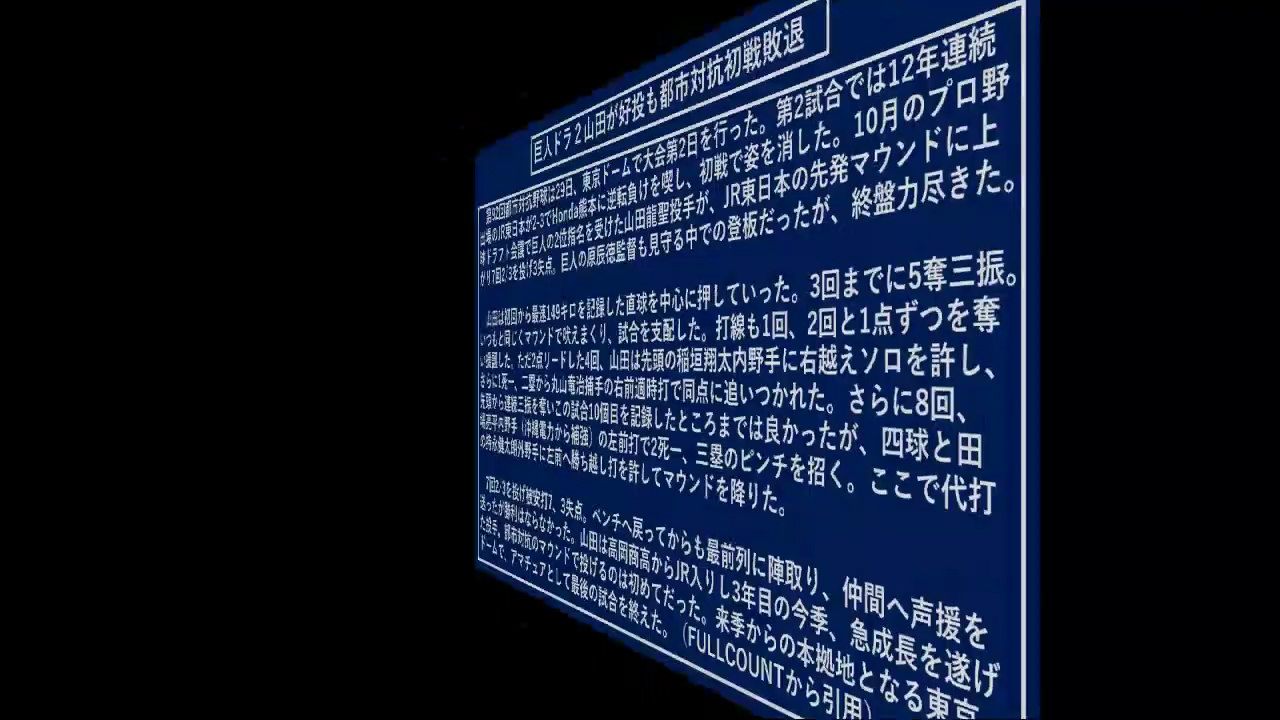 巨人ドラ2山田が好投も都市対抗初戦敗退
第92回都市対抗野球は29日、東京ドームで大会第2日を行った。第2試合では12年連続
出場のJR東日本が2-3でHonda熊本に逆転負けを喫し、初戦で姿を消した。10月のプロ野
球ドラフト会議で巨人の2位指名を受けた山田龍聖投手が、JR東日本の先発マウンドに上
がり7回2/3を投げ3失点。巨人の原辰徳監督も見守る中での登板だったが、終盤力尽きた。
山田は初回から最速149キロを記録した直球を中心に押していった。3回までに5奪三振。
いつもと同じくマウンドで吠えまくり、試合を支配した。打線も1回、2回と1点ずつを奪
い援護した。ただ2点リードした4回、山田は先頭の稲垣翔太内野手に右越えソロを許し、
さらに1死一、二塁から丸山竜治捕手の右前適時打で同点に追いつかれた。さらに8回、
先頭から連続三振を奪いこの試合10個目を記録したところまでは良かったが、四球と田
場亮平内野手（沖縄電力から補強）の左前打で2死一、三塁のピンチを招く。ここで代打
の時永健太朗外野手に左前へ勝ち越し打を許してマウンドを降りた。
7回2/3を投げ被安打7、3失点。ベンチへ戻ってからも最前列に陣取り、仲間へ声援を
送ったが勝利はならなかった。山田は高岡商高からJR入りし3年目の今季、急成長を遂げ
た投手。都市対抗のマウンドで投げるのは初めてだった。来季からの本拠地となる東京
ドームで、アマチュアとして最後の試合を終えた。（FULLCOUNTから引用）